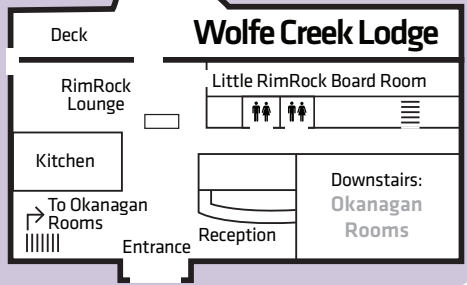 Wolfe Creek Lodge
Deck
RimRock
Lounge
Little RimRock Board Room
Kitchen
To Okanagan
Rooms
Entrance
Reception
Downstairs:
Okanagan
Rooms